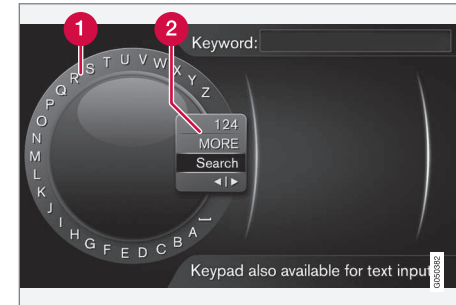 1
2
Keyword:
A B C D E F G H I J K L M N O P Q R S T U V W X Y Z
124
MORE
Search
◄|►
Keypad also available for text input
G050382